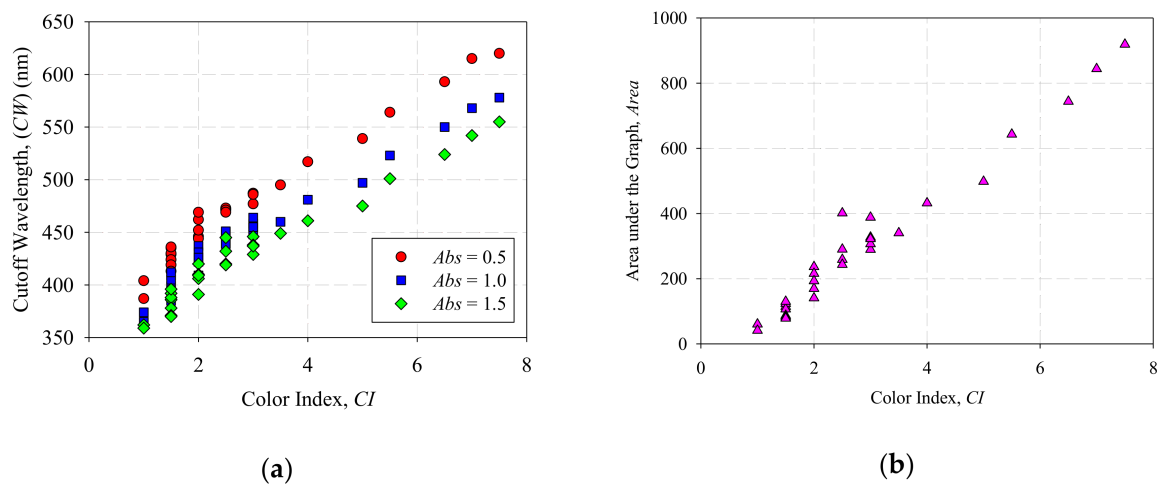 650
600
550
500
450
400
350
0
2
4
6
8
Cutoff Wavelength, (CW) (nm)
Color Index, CI
Abs = 0.5
Abs = 1.0
Abs = 1.5
(a)
1000
800
600
400
200
0
0
2
4
6
8
Area under the Graph, Area
Color Index, CI
(b)